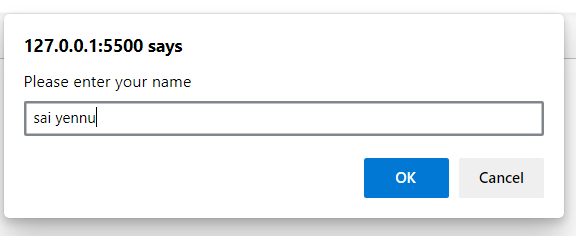 127.0.0.1:5500 says
Please enter your name
sai yennu
OK
Cancel